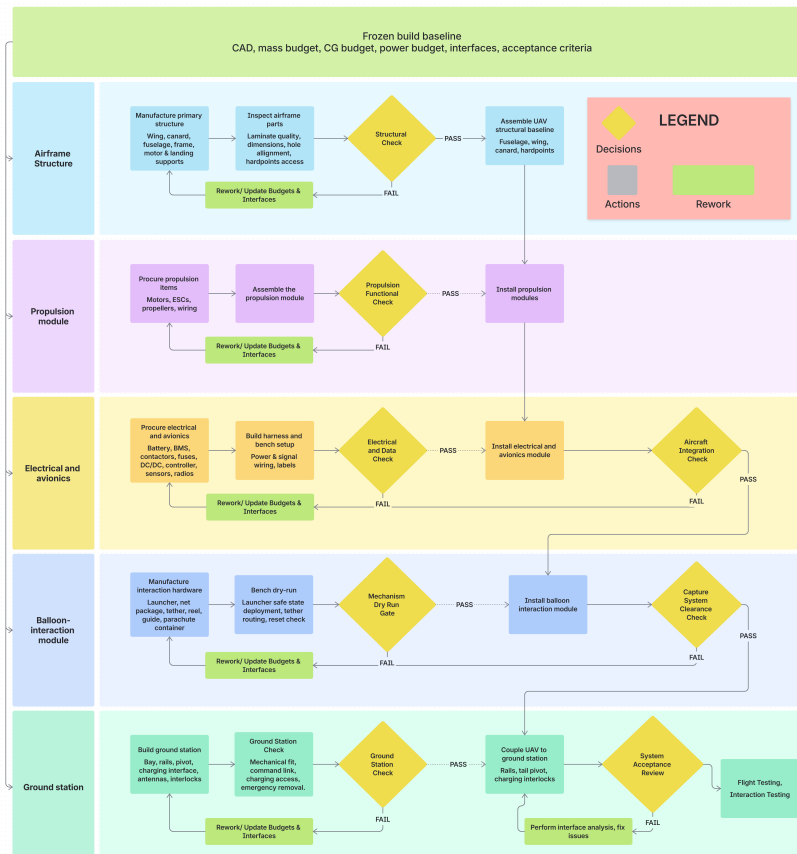 Frozen build baseline
CAD, mass budget, CG budget, power budget, interfaces, acceptance criteria
Airframe
Structure
Manufacture primary
structure
Wing, canard,
fuselage, frame,
motor & landing
supports
Inspect airframe
parts
Laminate quality,
dimensions, hole
allignment,
hardpoints access
Structural
Check
PASS
FAIL
Rework/ Update Budgets &
Interfaces
Assemble UAV
structural baseline
Fuselage, wing,
canard, hardpoints
LEGEND
Decisions
Actions
Rework
Propulsion
module
Procure propulsion
items
Motors, ESCs,
propellers, wiring
Assemble the
propulsion module
Propulsion
Functional
Check
PASS
FAIL
Rework/ Update Budgets &
Interfaces
Install propulsion
modules
Electrical and
avionics
Procure electrical
and avionics
Battery, BMS,
contactors, fuses,
DC/DC, controller,
sensors, radios
Build harness and
bench setup
Power & signal
wiring, labels
Electrical
and Data
Check
PASS
FAIL
Rework/ Update Budgets &
Interfaces
Install electrical and
avionics module
Aircraft
Integration
Check
PASS
FAIL
Balloon-
interaction
module
Manufacture
interaction hardware
Launcher, net
package, tether, reel,
guide, parachute
container
Bench dry-run
Launcher safe state
deployment, tether
routing, reset check
Mechanism
Dry Run
Gate
PASS
FAIL
Rework/ Update Budgets &
Interfaces
Install balloon
interaction module
Capture
System
Clearance
Check
PASS
FAIL
Ground station
Build ground station
Bay, rails, pivot,
charging interface,
antennas, interlocks
Ground Station
Check
Mechanical fit,
command link,
charging access,
emergency removal.
Ground
Station
Check
PASS
FAIL
Rework/ Update Budgets &
Interfaces
Couple UAV to
ground station
Rails, tail pivot,
charging interlocks
System
Acceptance
Review
FAIL
Perform interface analysis, fix
issues
Flight Testing,
Interaction Testing